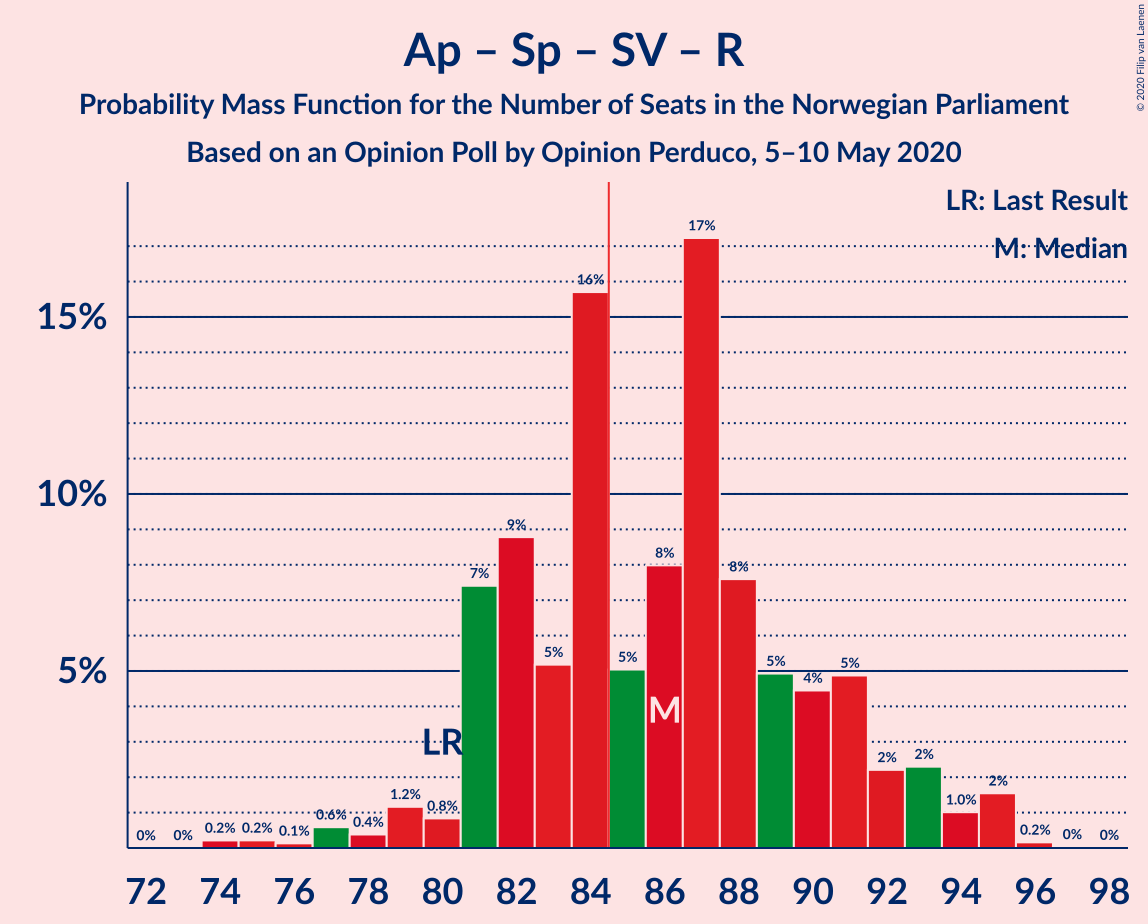 Ap – Sp – SV – R
Probability Mass Function for the Number of Seats in the Norwegian Parliament
Based on an Opinion Poll by Opinion Perduco, 5–10 May 2020
© 2020 Filip van Laenen
LR: Last Result
M: Median
17%
16%
15%
10%
9%
8%
8%
7%
5%
5%
5%
5%
5%
4%
M
LR
2%
2%
2%
1.2%
1.0%
0.8%
0.6%
0.4%
0% 0% 0.2% 0.2% 0.1% 0.2% 0% 0%
72 74 76 78 80 82 84 86 88 90 92 94 96 98